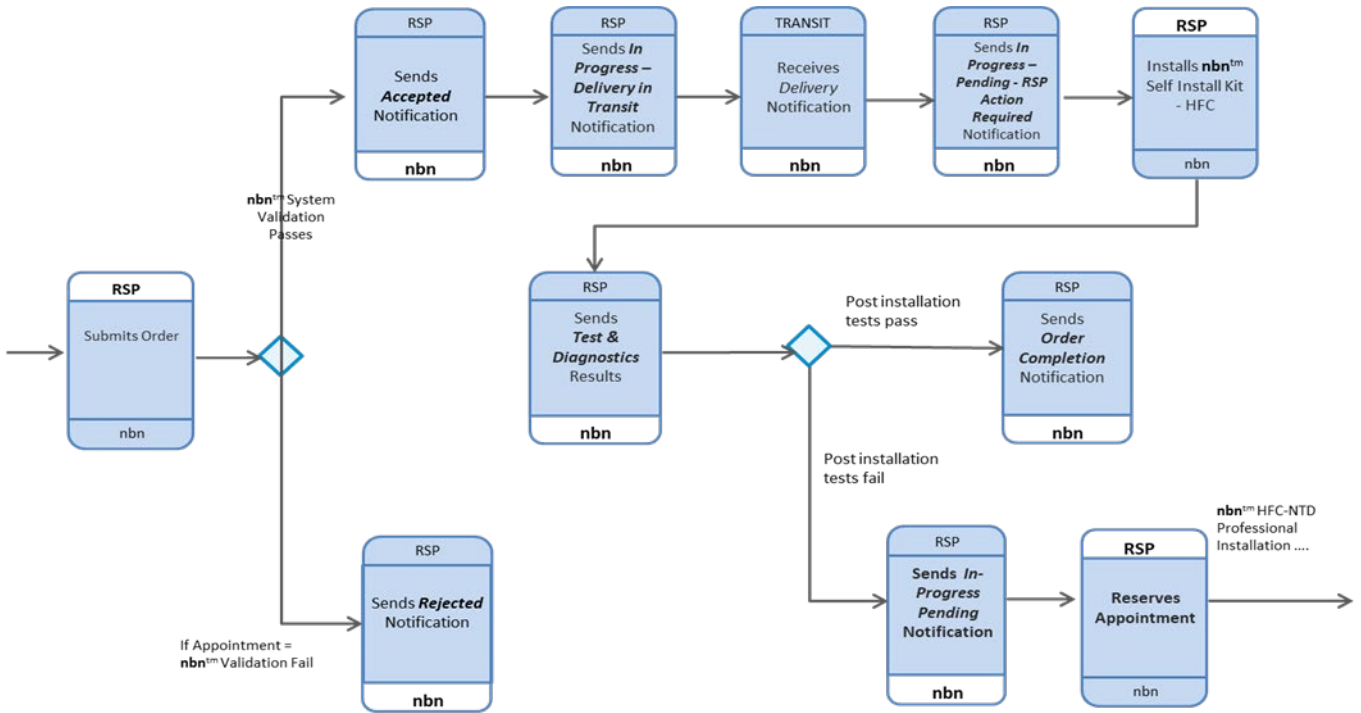 RSP
Sends
Accepted
Notification
nbn
RSP
Sends In
Progress –
Delivery in
Transit
Notification
nbn
TRANSIT
Receives
Delivery
Notification
nbn
RSP
Sends In
Progress –
Pending - RSP
Action
Required
Notification
nbn
RSP
Installs nbn™
Self Install Kit
- HFC
nbn
nbn™ System
Validation
Passes
RSP
Submits Order
nbn
RSP
Sends
Test &
Diagnostics
Results
nbn
Post installation
tests pass
RSP
Sends
Order
Completion
Notification
nbn
Post installation
tests fail
RSP
Sends Rejected
Notification
nbn
If Appointment =
nbn™ Validation Fail
RSP
Sends In-
Progress
Pending
Notification
nbn
RSP
Reserves
Appointment
nbn
nbn™ HFC-NTD
Professional
Installation ....